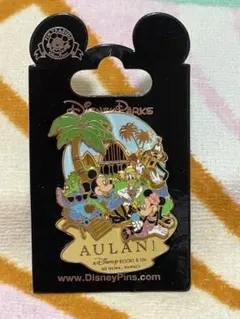 Disney PARKS
AULANI
A Disney RESORT & SPA
KO OLINA, HAWAI'I
www.DisneyPins.com